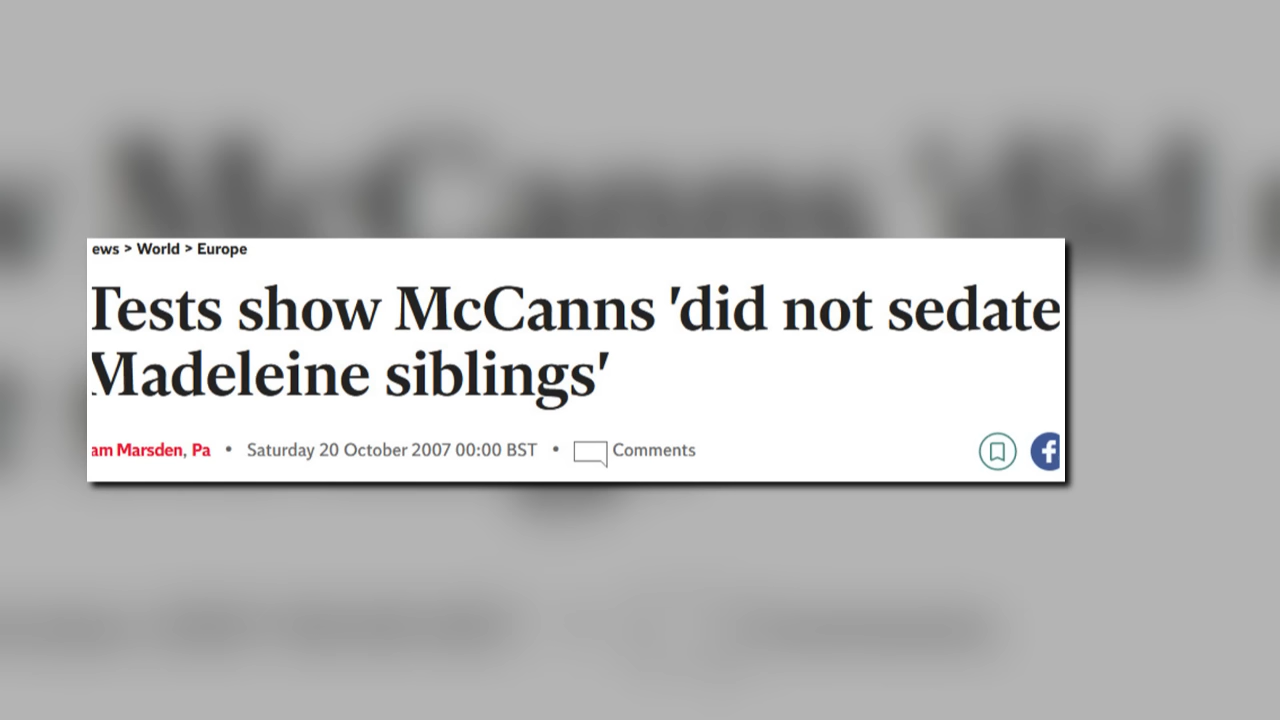 ews > World > Europe
Tests show McCanns 'did not sedate
Madeleine siblings'
am Marsden, Pa • Saturday 20 October 2007 00:00 BST • Comments